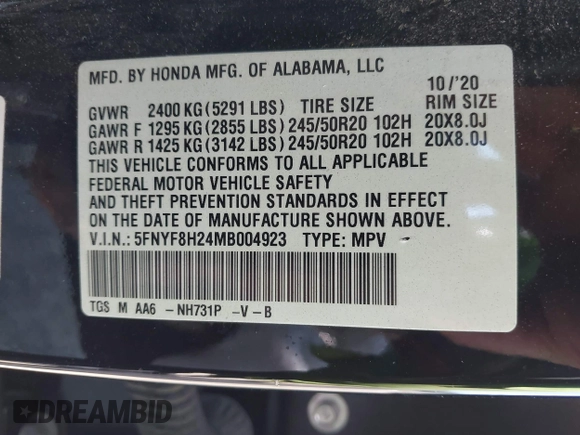 MFD. BY HONDA MFG. OF ALABAMA, LLC
10/'20
GVWR 2400 KG (5291 LBS) TIRE SIZE RIM SIZE
GAWR F 1295 KG (2855 LBS) 245/50R20 102H 20X8.0J
GAWR R 1425 KG (3142 LBS) 245/50R20 102H 20X8.0J
THIS VEHICLE CONFORMS TO ALL APPLICABLE
FEDERAL MOTOR VEHICLE SAFETY
AND THEFT PREVENTION STANDARDS IN EFFECT
ON THE DATE OF MANUFACTURE SHOWN ABOVE.
V.I.N.: 5FNYF8H24MB004923 TYPE: MPV
TGS M AA6 -NH731P -V-B
DREAMBID